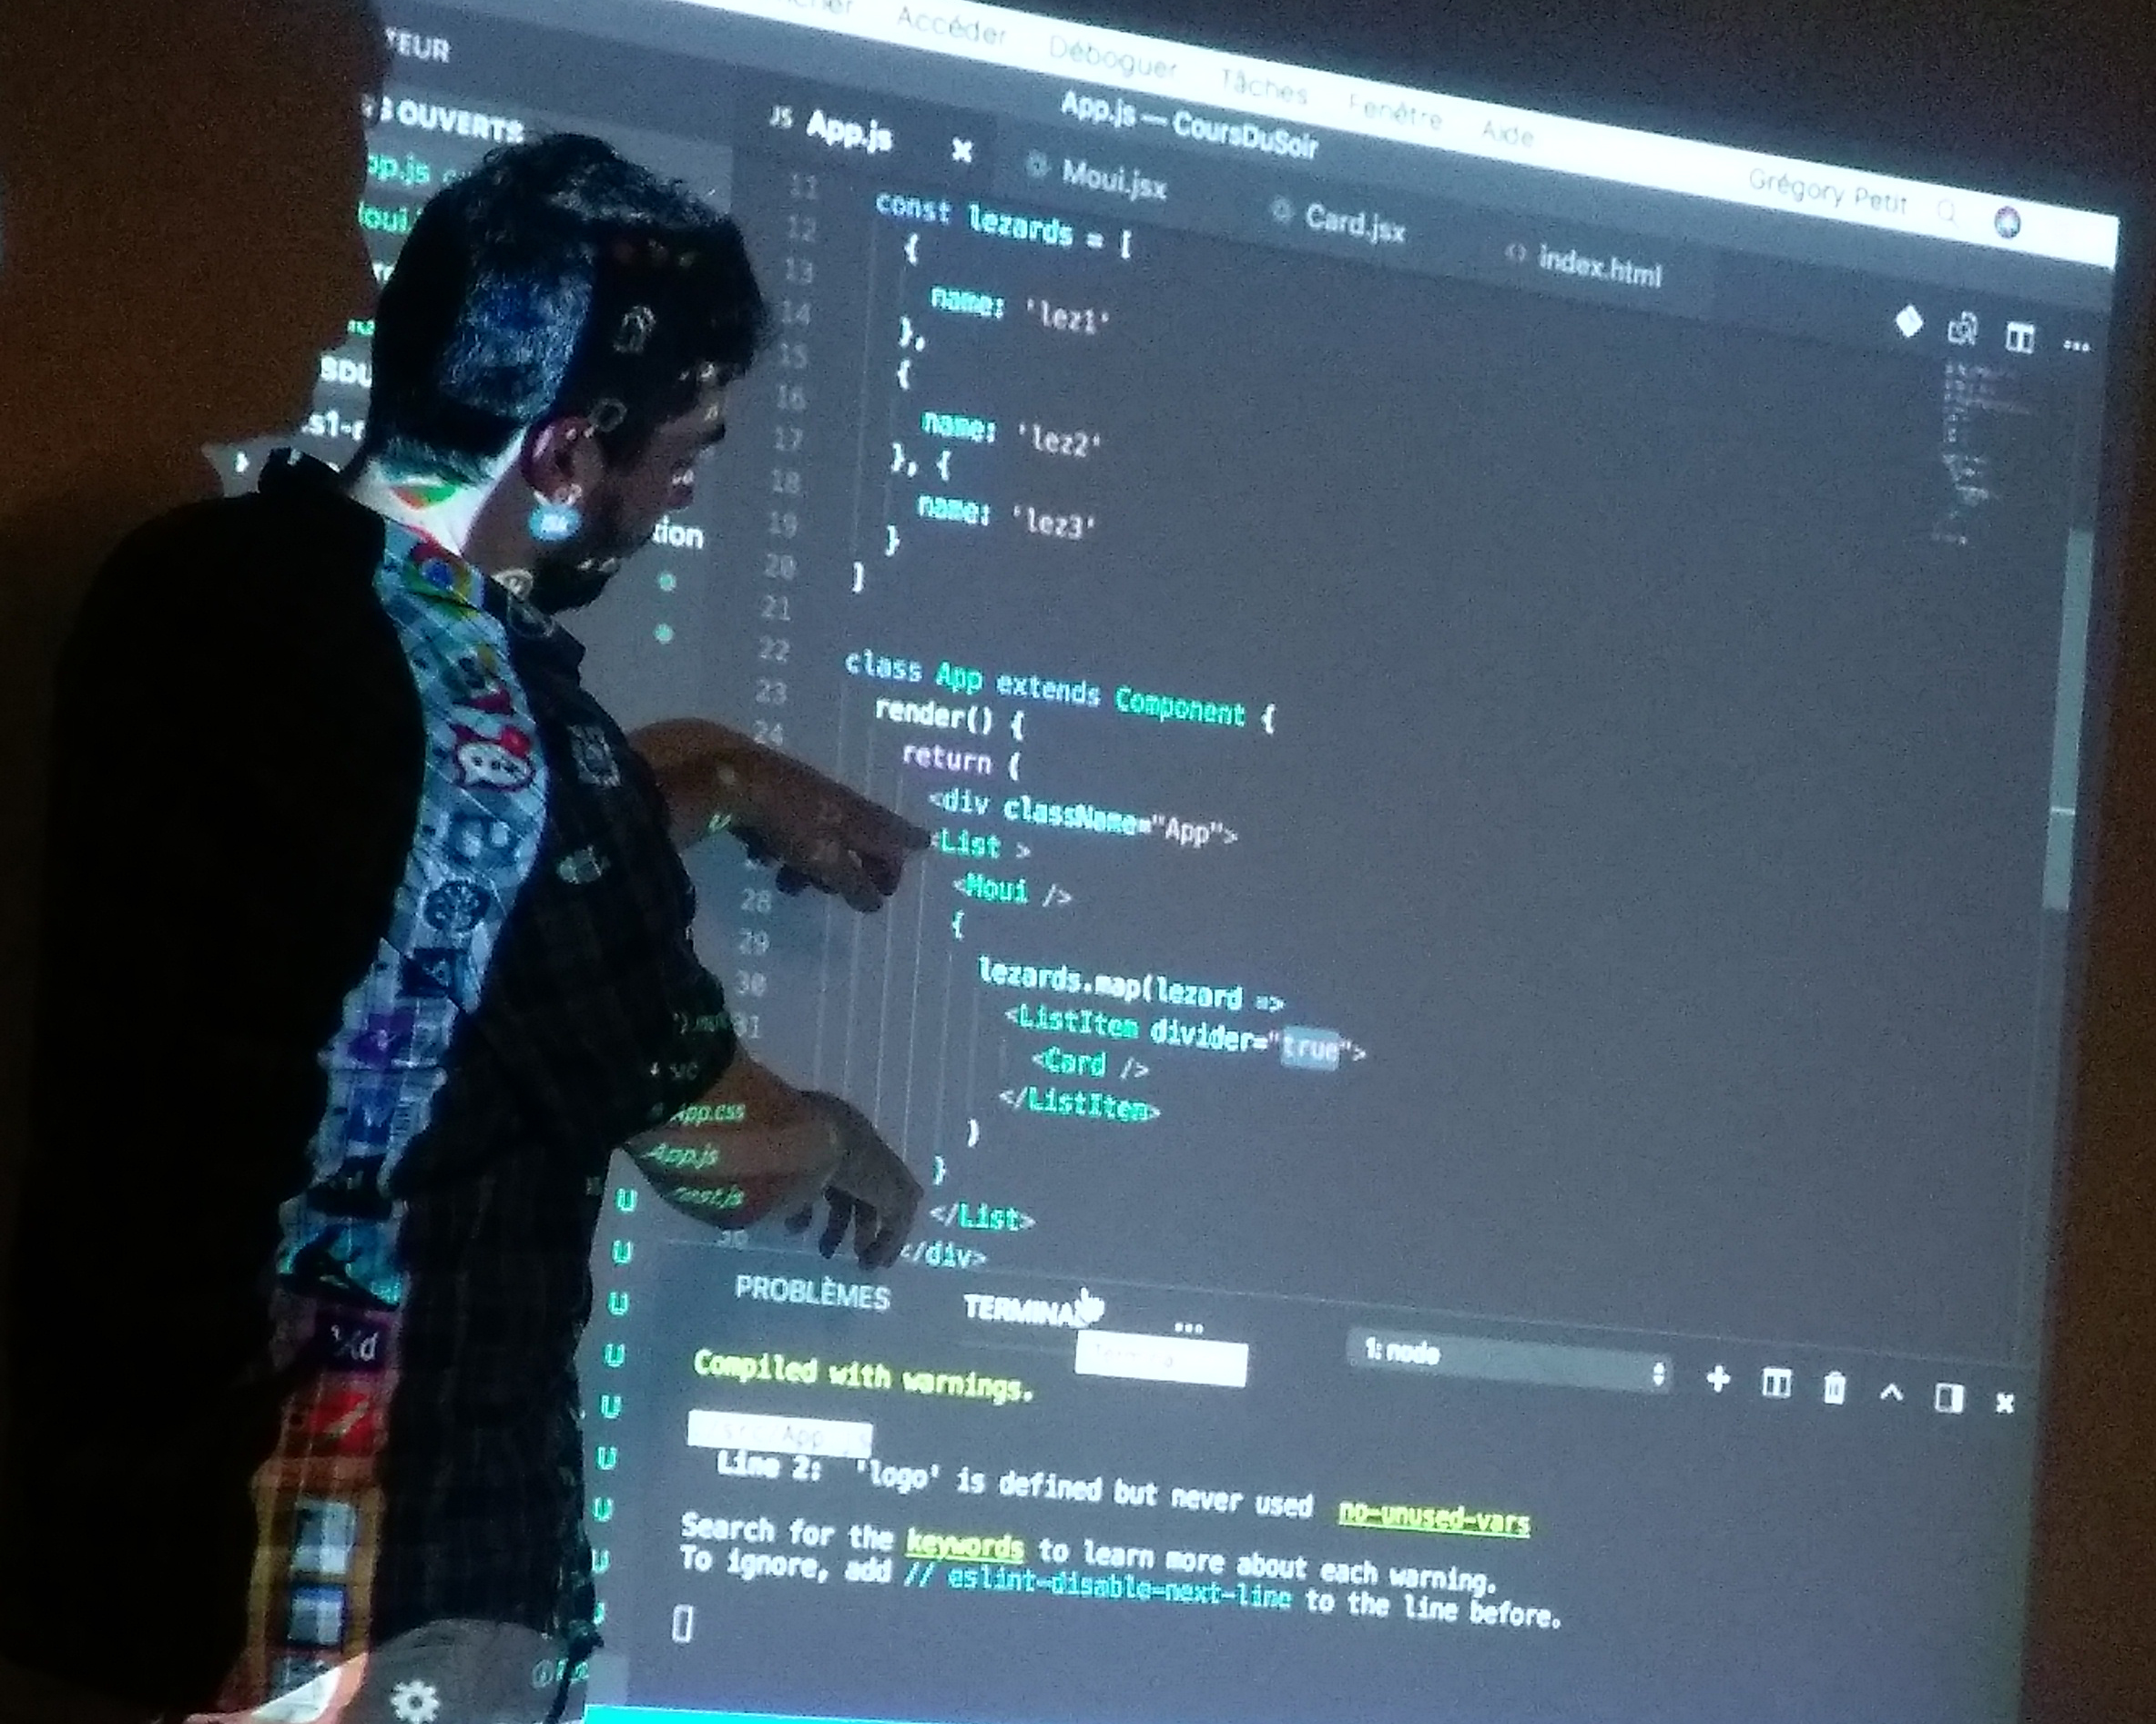 Accéder Déboguer Tâches Fenêtre Aide
Grégory Petit
App.js — CoursDuSoir
TEUR
OUVERTS
JS App.js ×
Moui.jsx
Card.jsx
<> index.html
11
12
13
14
15
16
17
18
19
20
21
22
23
24
28
29
30
31
const lezards = [
{
name: 'lez1'
},
{
name: 'lez2'
}, {
name: 'lez3'
}
]
class App extends Component {
render() {
return (
<div className="App">
<List >
<Moui />
{
lezards.map(lezard =>
<ListItem divider="true">
<Card />
</ListItem>
)
}
</List>
</div>
tion
App.css
App.js
U
U
U
U
U
U
U
U
PROBLÈMES TERMINAL ...
1: node
Compiled with warnings.
Line 2: 'logo' is defined but never used no-unused-vars
Search for the keywords to learn more about each warning.
To ignore, add // eslint-disable-next-line to the line before.